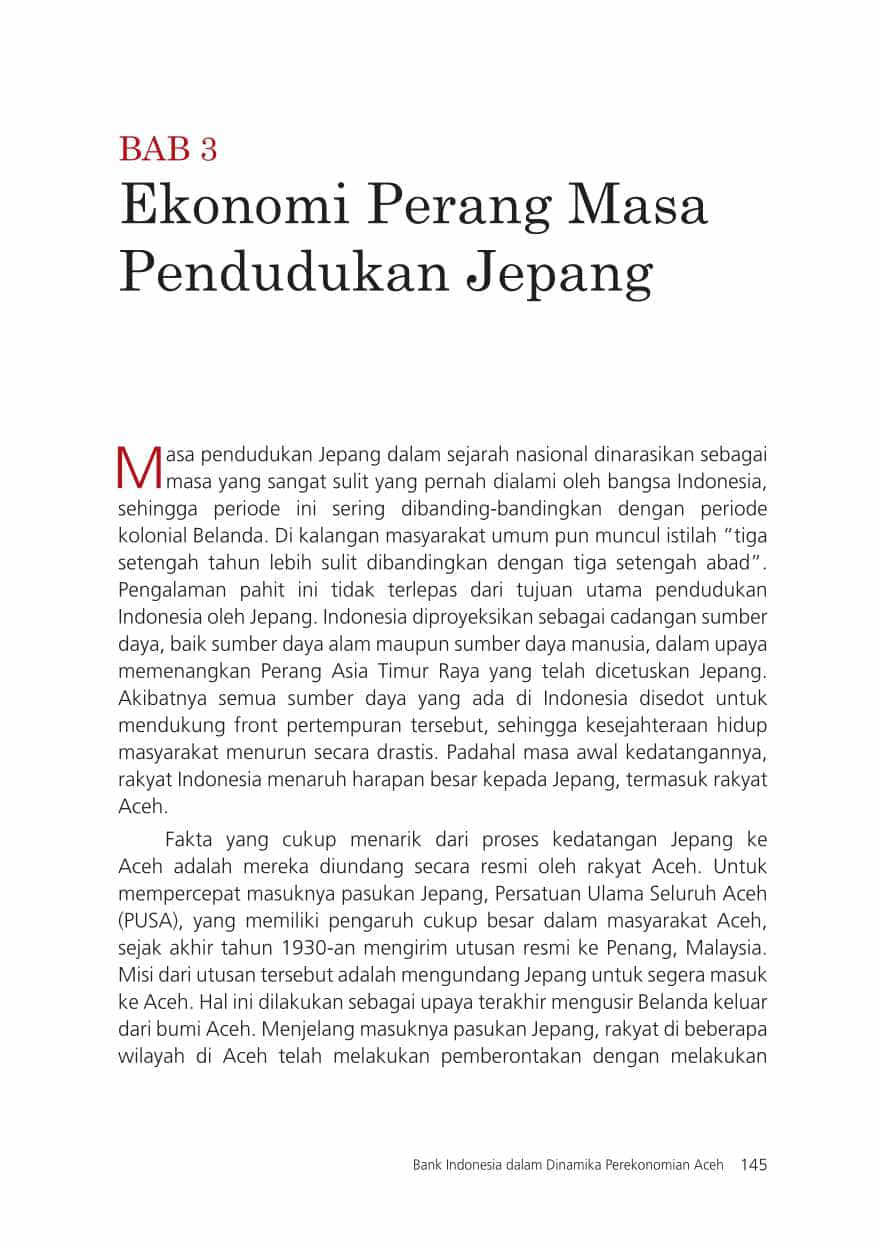 BAB 3
Ekonomi Perang Masa
Pendudukan Jepang
Masa pendudukan Jepang dalam sejarah nasional dinarasikan sebagai
masa yang sangat sulit yang pernah dialami oleh bangsa Indonesia,
sehingga periode ini sering dibanding-bandingkan dengan periode
kolonial Belanda. Di kalangan masyarakat umum pun muncul istilah “tiga
setengah tahun lebih sulit dibandingkan dengan tiga setengah abad”.
Pengalaman pahit ini tidak terlepas dari tujuan utama pendudukan
Indonesia oleh Jepang. Indonesia diproyeksikan sebagai cadangan sumber
daya, baik sumber daya alam maupun sumber daya manusia, dalam upaya
memenangkan Perang Asia Timur Raya yang telah dicetuskan Jepang.
Akibatnya semua sumber daya yang ada di Indonesia disedot untuk
mendukung front pertempuran tersebut, sehingga kesejahteraan hidup
masyarakat menurun secara drastis. Padahal masa awal kedatangannya,
rakyat Indonesia menaruh harapan besar kepada Jepang, termasuk rakyat
Aceh.
Fakta yang cukup menarik dari proses kedatangan Jepang ke
Aceh adalah mereka diundang secara resmi oleh rakyat Aceh. Untuk
mempercepat masuknya pasukan Jepang, Persatuan Ulama Seluruh Aceh
(PUSA), yang memiliki pengaruh cukup besar dalam masyarakat Aceh,
sejak akhir tahun 1930-an mengirim utusan resmi ke Penang, Malaysia.
Misi dari utusan tersebut adalah mengundang Jepang untuk segera masuk
ke Aceh. Hal ini dilakukan sebagai upaya terakhir mengusir Belanda keluar
dari bumi Aceh. Menjelang masuknya pasukan Jepang, rakyat di beberapa
wilayah di Aceh telah melakukan pemberontakan dengan melakukan
Bank Indonesia dalam Dinamika Perekonomian Aceh 145